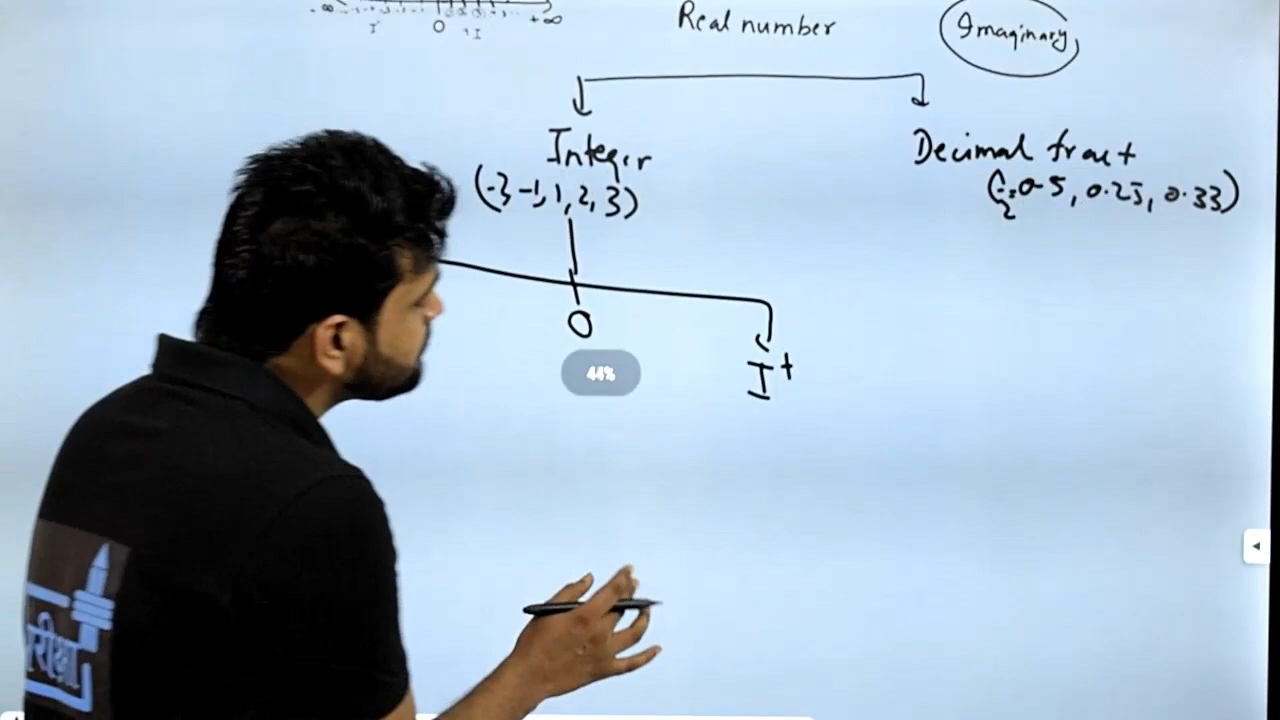 -∞ +∞
I⁻ 0 +I
Real number
Imaginary
Integer
(-3,-1,1,2,3)
Decimal fract
0.5, 0.25, 0.33)
0
I+
44%
रीक्षा